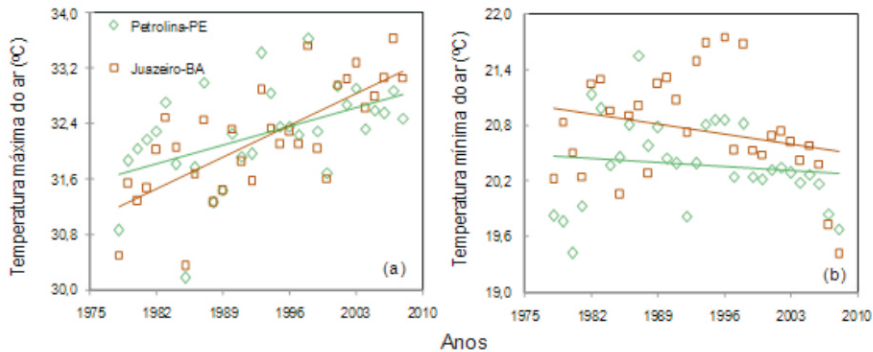 Temperatura máxima do ar (ºC)
34,0
33,2
32,4
31,6
30,8
30,0
Petrolina-PE
Juazeiro-BA
(a)
1975 1982 1989 1996 2003 2010
Temperatura mínima do ar (ºC)
22,0
21,4
20,8
20,2
19,6
19,0
(b)
1975 1982 1989 1996 2003 2010
Anos